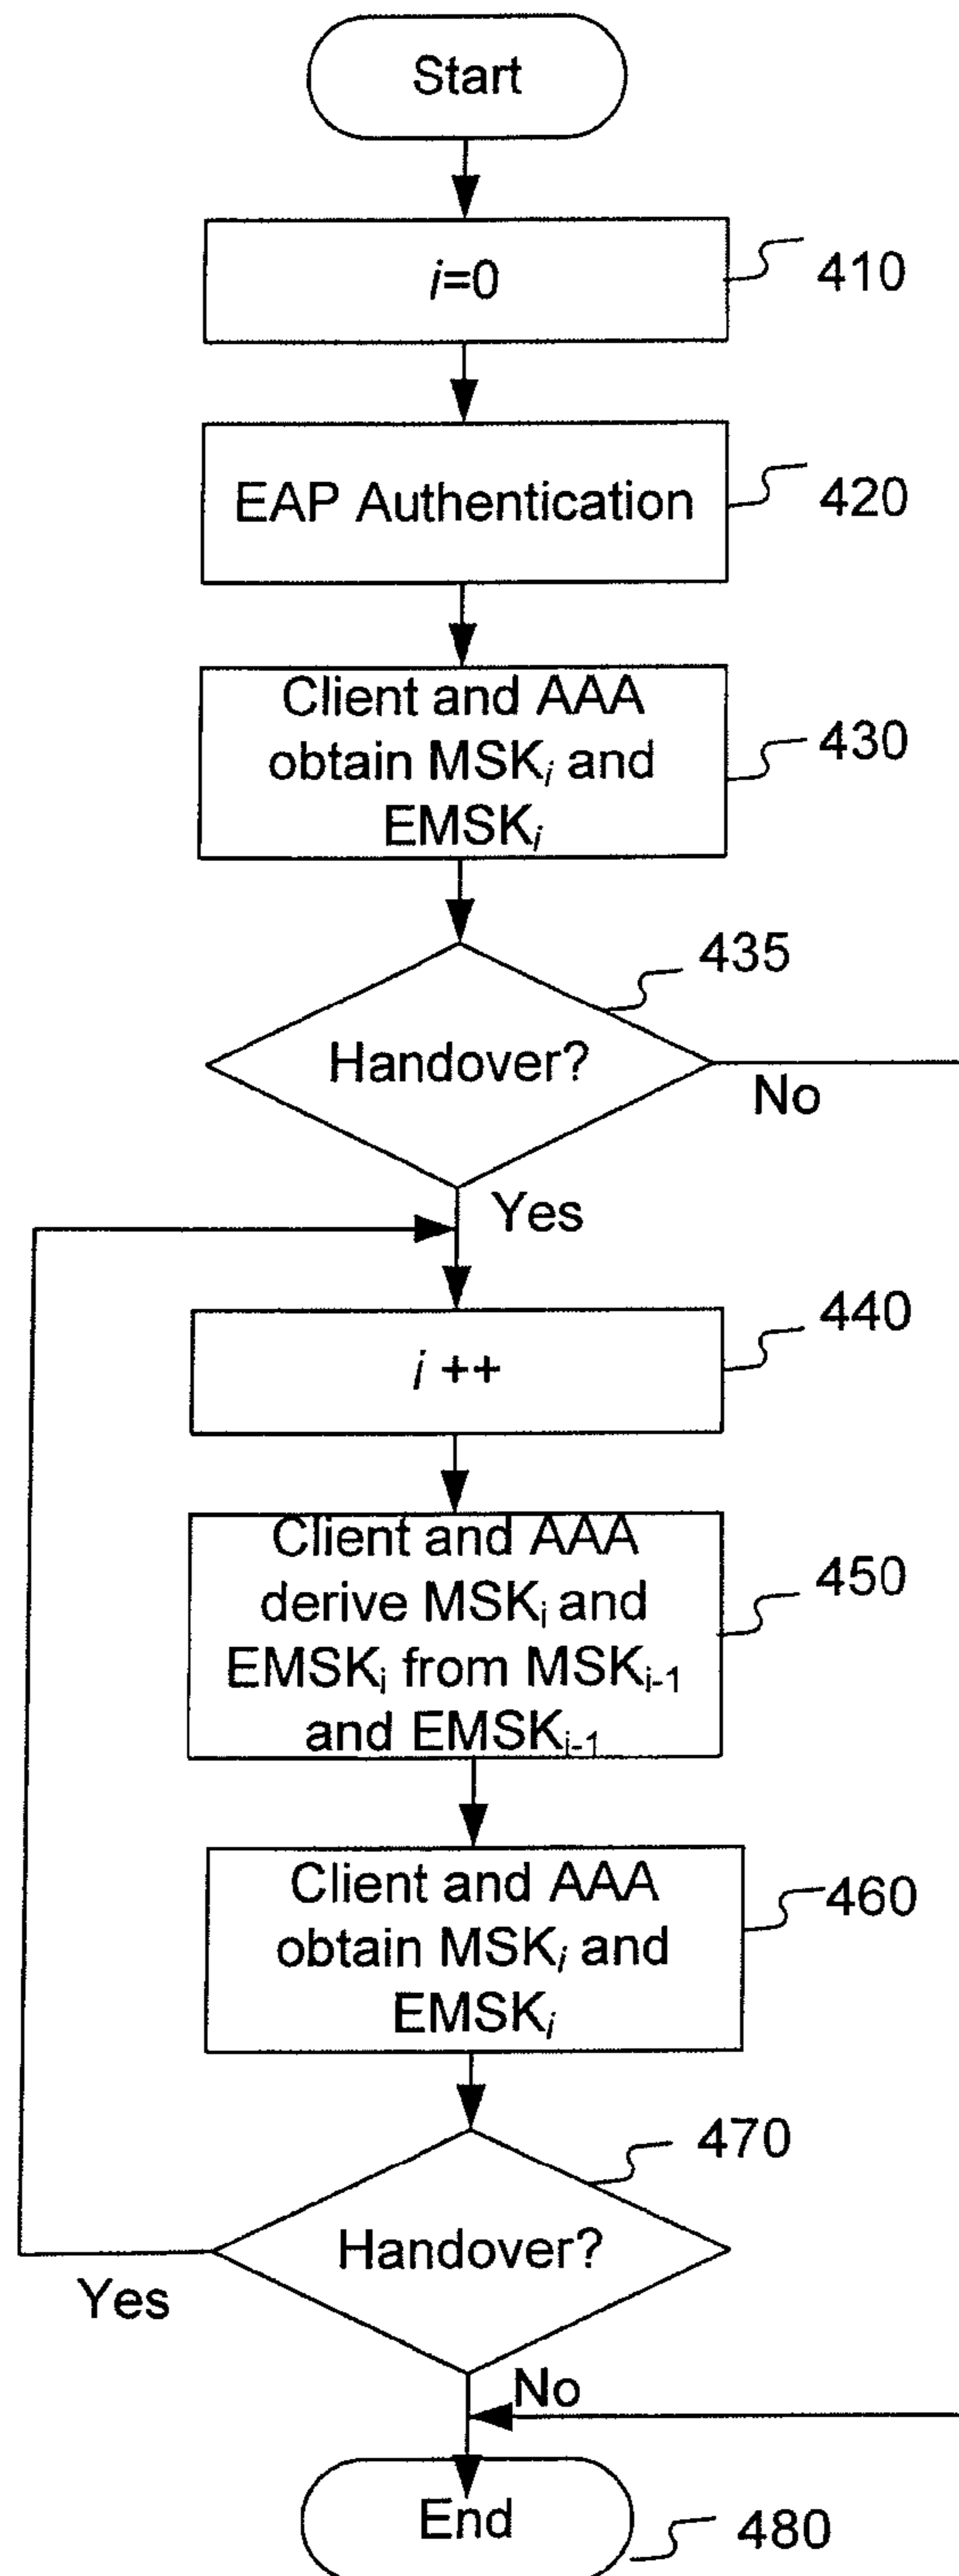 Start
i=0
410
EAP Authentication
420
Client and AAA
obtain MSKi and
EMSKi
430
435
Handover?
No
Yes
440
i ++
Client and AAA
derive MSKi and
EMSKi from MSKi-1
and EMSKi-1
450
Client and AAA
obtain MSKi and
EMSKi
460
470
Handover?
Yes
No
End
480